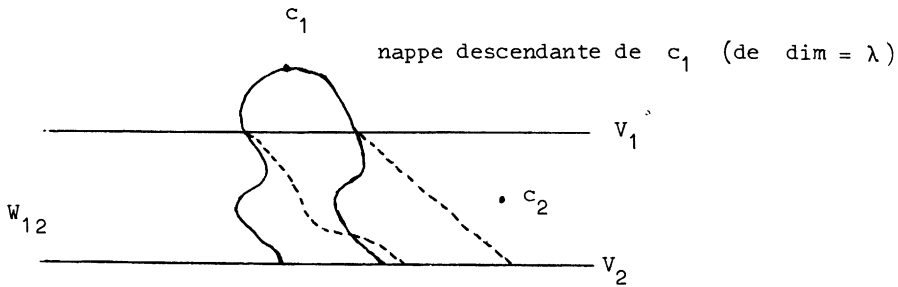 c₁
nappe descendante de c₁ (de dim = λ)
V₁
c₂
W₁₂
V₂